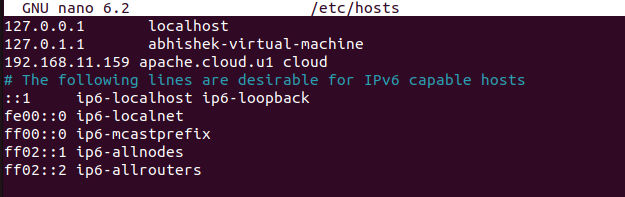 GNU nano 6.2 /etc/hosts
127.0.0.1 localhost
127.0.1.1 abhishek-virtual-machine
192.168.11.159 apache.cloud.u1 cloud
# The following lines are desirable for IPv6 capable hosts
::1 ip6-localhost ip6-loopback
fe00::0 ip6-localnet
ff00::0 ip6-mcastprefix
ff02::1 ip6-allnodes
ff02::2 ip6-allrouters